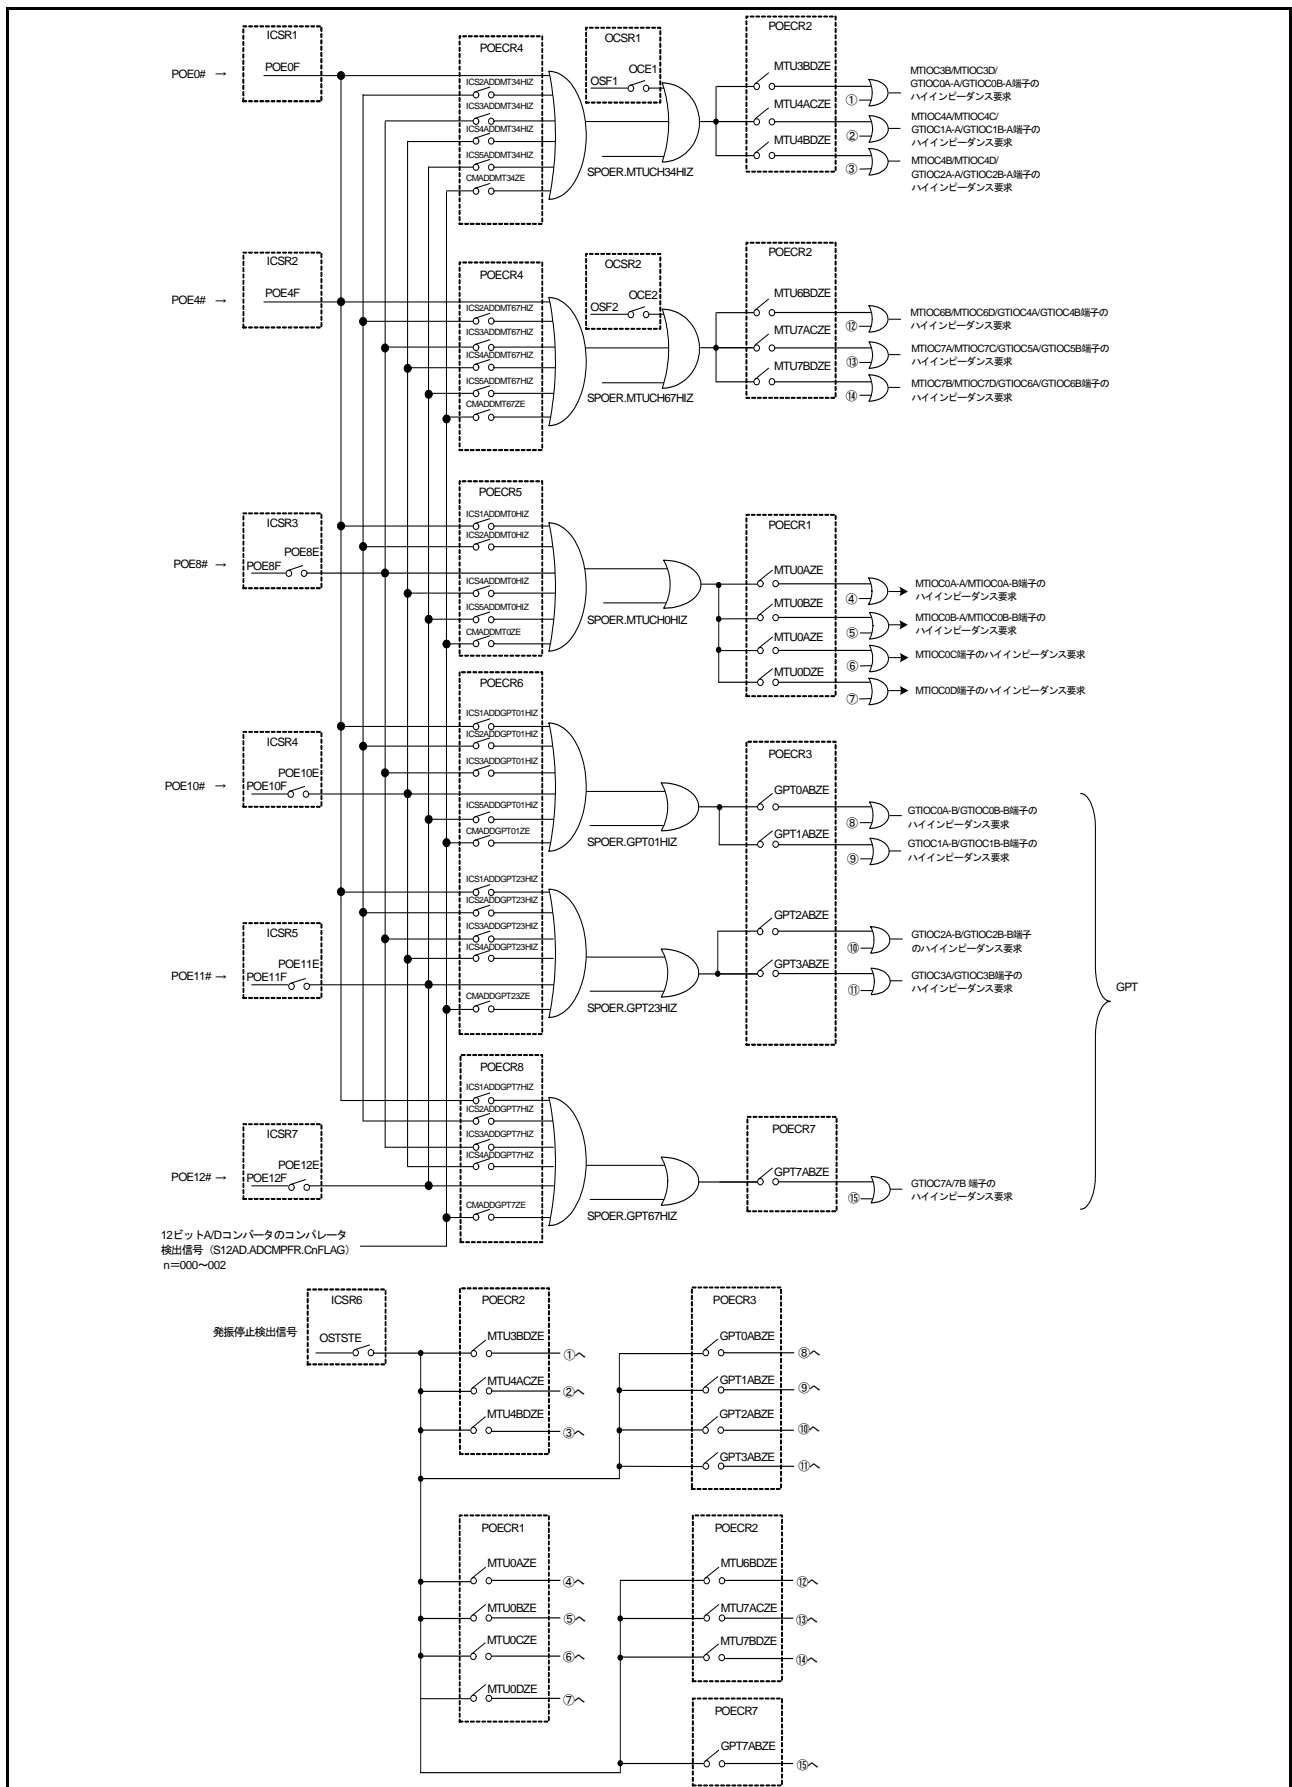 ICSR1
POE0# →
POE0F
POECR4
ICS2ADDMT34HIZ
ICS3ADDMT34HIZ
ICS4ADDMT34HIZ
ICS5ADDMT34HIZ
CMADDMT34ZE
OCSR1
OCE1
OSF1
SPOER.MTUCH34HIZ
POECR2
MTU3BDZE
①
MTU4ACZE
②
MTU4BDZE
③
MTIOC3B/MTIOC3D/
GTIOC0A-A/GTIOC0B-A端子の
ハイインピーダンス要求
MTIOC4A/MTIOC4C/
GTIOC1A-A/GTIOC1B-A端子の
ハイインピーダンス要求
MTIOC4B/MTIOC4D/
GTIOC2A-A/GTIOC2B-A端子の
ハイインピーダンス要求
ICSR2
POE4# →
POE4F
POECR4
ICS2ADDMT67HIZ
ICS3ADDMT67HIZ
ICS4ADDMT67HIZ
ICS5ADDMT67HIZ
CMADDMT67ZE
OCSR2
OCE2
OSF2
SPOER.MTUCH67HIZ
POECR2
MTU6BDZE
⑫
MTU7ACZE
⑬
MTU7BDZE
⑭
MTIOC6B/MTIOC6D/GTIOC4A/GTIOC4B端子の
ハイインピーダンス要求
MTIOC7A/MTIOC7C/GTIOC5A/GTIOC5B端子の
ハイインピーダンス要求
MTIOC7B/MTIOC7D/GTIOC6A/GTIOC6B端子の
ハイインピーダンス要求
ICSR3
POE8# →
POE8E
POE8F
POECR5
ICS1ADDMT0HIZ
ICS2ADDMT0HIZ
ICS4ADDMT0HIZ
ICS5ADDMT0HIZ
CMADDMT0ZE
SPOER.MTUCH0HIZ
POECR1
MTU0AZE
④
MTU0BZE
⑤
MTU0AZE
⑥
MTU0DZE
⑦
MTIOC0A-A/MTIOC0A-B端子の
ハイインピーダンス要求
MTIOC0B-A/MTIOC0B-B端子の
ハイインピーダンス要求
MTIOC0C端子のハイインピーダンス要求
MTIOC0D端子のハイインピーダンス要求
ICSR4
POE10# →
POE10E
POE10F
POECR6
ICS1ADDGPT01HIZ
ICS2ADDGPT01HIZ
ICS3ADDGPT01HIZ
ICS5ADDGPT01HIZ
CMADDGPT01ZE
SPOER.GPT01HIZ
POECR3
GPT0ABZE
⑧
GPT1ABZE
⑨
GTIOC0A-B/GTIOC0B-B端子の
ハイインピーダンス要求
GTIOC1A-B/GTIOC1B-B端子の
ハイインピーダンス要求
ICSR5
POE11# →
POE11E
POE11F
ICS1ADDGPT23HIZ
ICS2ADDGPT23HIZ
ICS3ADDGPT23HIZ
ICS4ADDGPT23HIZ
CMADDGPT23ZE
SPOER.GPT23HIZ
GPT2ABZE
⑩
GPT3ABZE
⑪
GTIOC2A-B/GTIOC2B-B端子
のハイインピーダンス要求
GTIOC3A/GTIOC3B端子の
ハイインピーダンス要求
GPT
ICSR7
POE12# →
POE12E
POE12F
POECR8
ICS1ADDGPT7HIZ
ICS2ADDGPT7HIZ
ICS3ADDGPT7HIZ
ICS4ADDGPT7HIZ
CMADDGPT7ZE
SPOER.GPT67HIZ
POECR7
GPT7ABZE
⑮
GTIOC7A/7B 端子の
ハイインピーダンス要求
12ビットA/Dコンバータのコンパレータ
検出信号（S12AD.ADCMPFR.CnFLAG）
n＝000～002
ICSR6
発振停止検出信号
OSTSTE
POECR2
MTU3BDZE
①へ
MTU4ACZE
②へ
MTU4BDZE
③へ
POECR3
GPT0ABZE
⑧へ
GPT1ABZE
⑨へ
GPT2ABZE
⑩へ
GPT3ABZE
⑪へ
POECR1
MTU0AZE
④へ
MTU0BZE
⑤へ
MTU0CZE
⑥へ
MTU0DZE
⑦へ
POECR2
MTU6BDZE
⑫へ
MTU7ACZE
⑬へ
MTU7BDZE
⑭へ
POECR7
GPT7ABZE
⑮へ